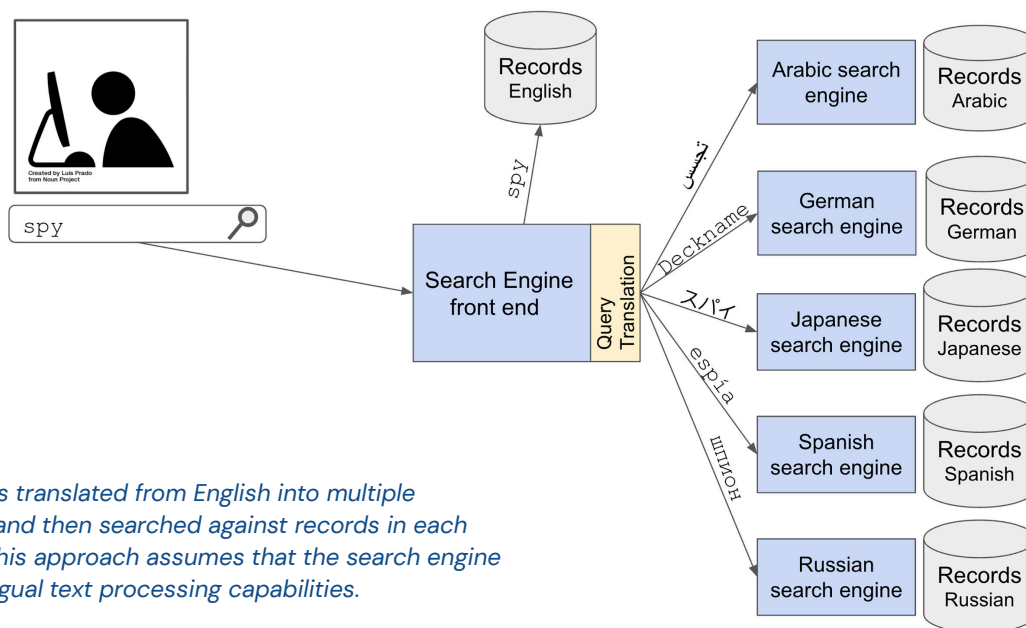 Created by Luis Prado
from Noun Project
spy
Records
English
spy
Search Engine
front end
Query
Translation
تجسس
Deckname
スパイ
espía
шпион
Arabic search
engine
Records
Arabic
German
search engine
Records
German
Japanese
search engine
Records
Japanese
Spanish
search engine
Records
Spanish
Russian
search engine
Records
Russian
s translated from English into multiple
and then searched against records in each
his approach assumes that the search engine
gual text processing capabilities.